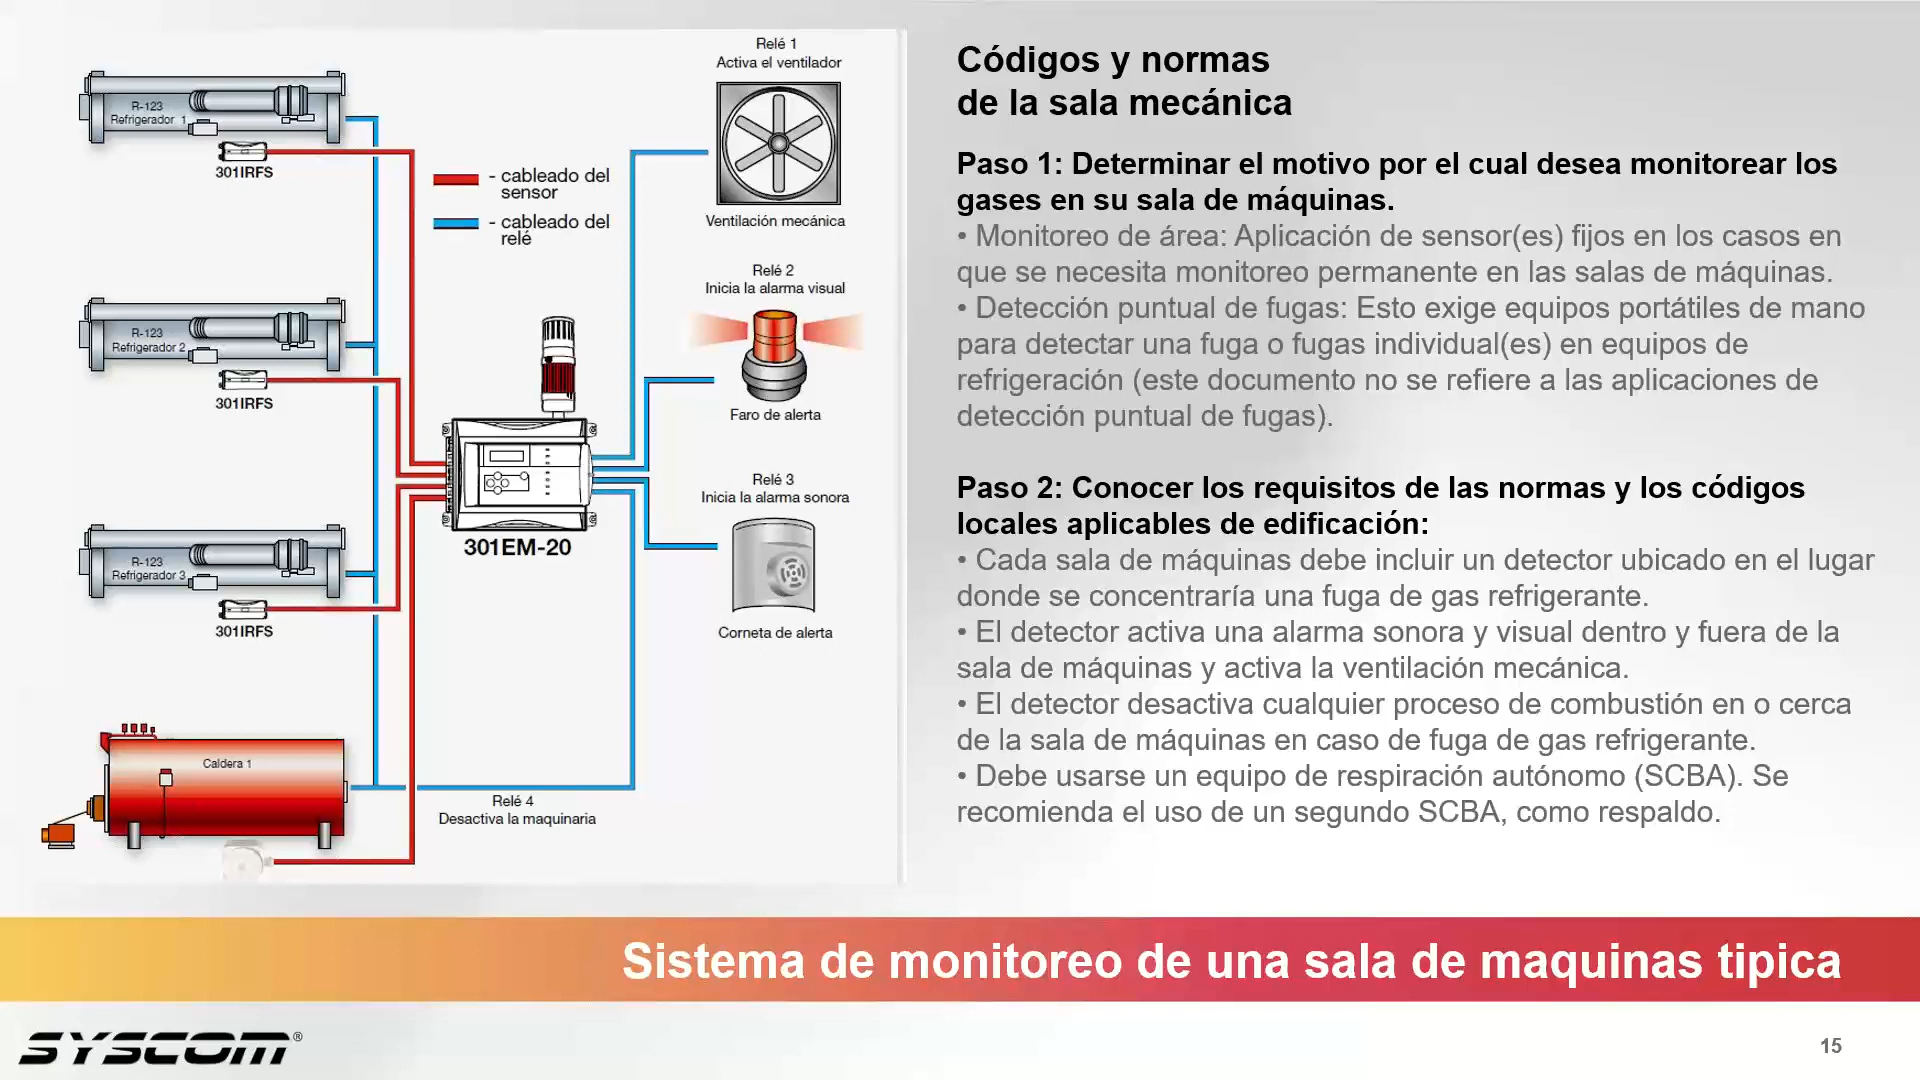 Relé 1
Activa el ventilador
R-123
Refrigerador 1
301IRFS
- cableado del
sensor
- cableado del
relé
Ventilación mecánica
Relé 2
Inicia la alarma visual
R-123
Refrigerador 2
301IRFS
Faro de alerta
Relé 3
Inicia la alarma sonora
301EM-20
R-123
Refrigerador 3
301IRFS
Corneta de alerta
Caldera 1
Relé 4
Desactiva la maquinaria
Códigos y normas
de la sala mecánica
Paso 1: Determinar el motivo por el cual desea monitorear los
gases en su sala de máquinas.
• Monitoreo de área: Aplicación de sensor(es) fijos en los casos en
que se necesita monitoreo permanente en las salas de máquinas.
• Detección puntual de fugas: Esto exige equipos portátiles de mano
para detectar una fuga o fugas individual(es) en equipos de
refrigeración (este documento no se refiere a las aplicaciones de
detección puntual de fugas).
Paso 2: Conocer los requisitos de las normas y los códigos
locales aplicables de edificación:
• Cada sala de máquinas debe incluir un detector ubicado en el lugar
donde se concentraría una fuga de gas refrigerante.
• El detector activa una alarma sonora y visual dentro y fuera de la
sala de máquinas y activa la ventilación mecánica.
• El detector desactiva cualquier proceso de combustión en o cerca
de la sala de máquinas en caso de fuga de gas refrigerante.
• Debe usarse un equipo de respiración autónomo (SCBA). Se
recomienda el uso de un segundo SCBA, como respaldo.
Sistema de monitoreo de una sala de maquinas tipica
SYSCOM®
15